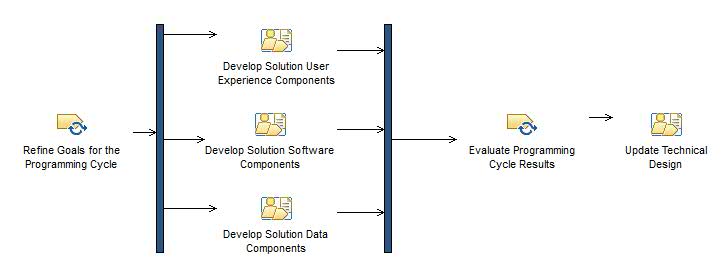 Develop Solution User
Experience Components
Refine Goals for the
Programming Cycle
Develop Solution Software
Components
Evaluate Programming
Cycle Results
Update Technical
Design
Develop Solution Data
Components